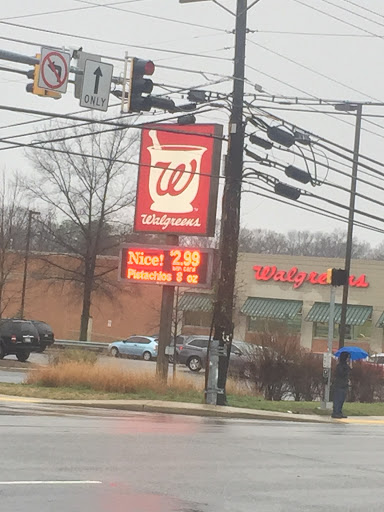 ONLY
W
Walgreens
Nice! $2.99
with card
Pistachios 8 oz
Walgreens